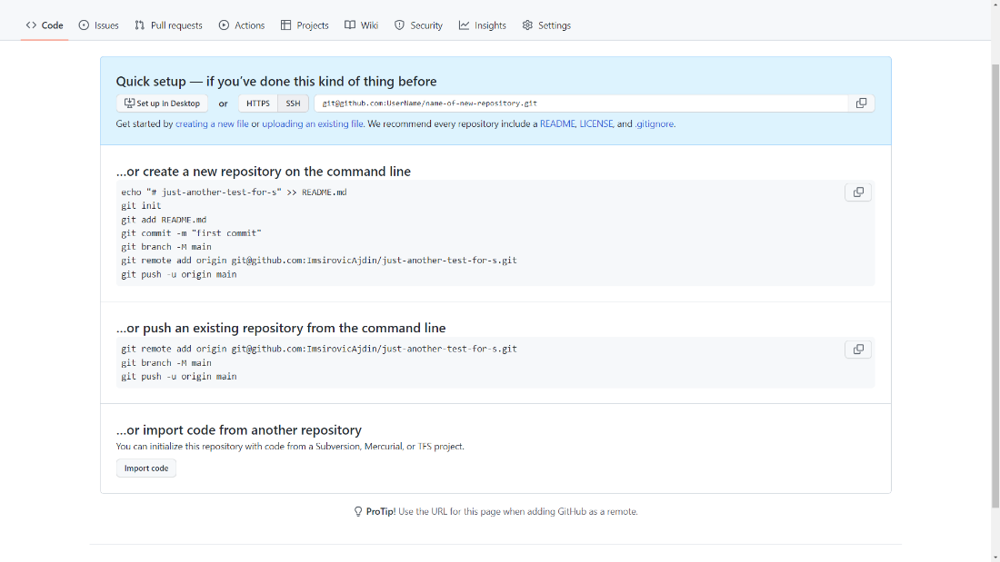 Code Issues Pull requests Actions Projects Wiki Security Insights Settings
Quick setup — if you've done this kind of thing before
Set up in Desktop or HTTPS SSH git@github.com:UserName/name-of-new-repository.git
Get started by creating a new file or uploading an existing file. We recommend every repository include a README, LICENSE, and .gitignore.
...or create a new repository on the command line
echo "# just-another-test-for-s" >> README.md
git init
git add README.md
git commit -m "first commit"
git branch -M main
git remote add origin git@github.com:ImsirovicAjdin/just-another-test-for-s.git
git push -u origin main
...or push an existing repository from the command line
git remote add origin git@github.com:ImsirovicAjdin/just-another-test-for-s.git
git branch -M main
git push -u origin main
...or import code from another repository
You can initialize this repository with code from a Subversion, Mercurial, or TFS project.
Import code
ProTip! Use the URL for this page when adding GitHub as a remote.